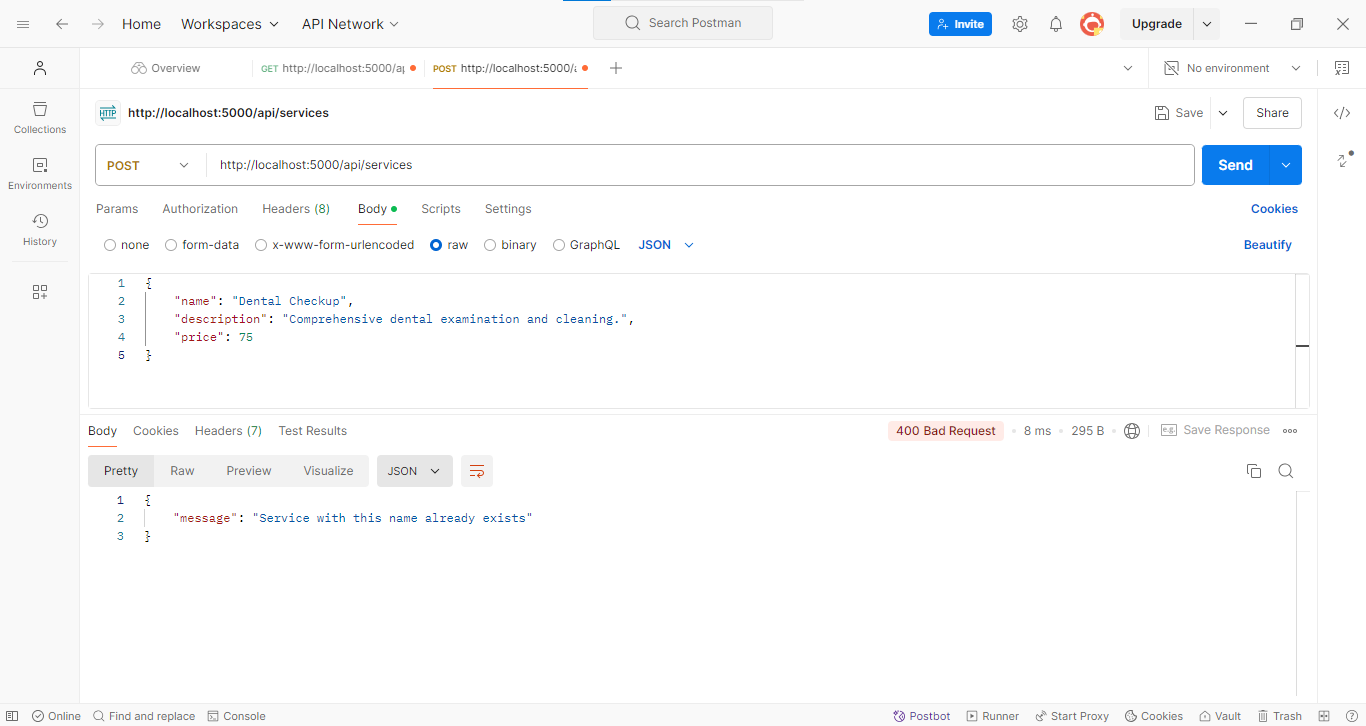 Home Workspaces API Network Search Postman Invite Upgrade
Overview GET http://localhost:5000/ap POST http://localhost:5000/a No environment
HTTP http://localhost:5000/api/services Save Share
Collections
POST http://localhost:5000/api/services Send
Environments
Params Authorization Headers (8) Body Scripts Settings Cookies
History
none form-data x-www-form-urlencoded raw binary GraphQL JSON Beautify
1 {
2 "name": "Dental Checkup",
3 "description": "Comprehensive dental examination and cleaning.",
4 "price": 75
5 }
Body Cookies Headers (7) Test Results 400 Bad Request 8 ms 295 B e.g. Save Response
Pretty Raw Preview Visualize JSON
1 {
2 "message": "Service with this name already exists"
3 }
Online Find and replace Console Postbot Runner Start Proxy Cookies Vault Trash